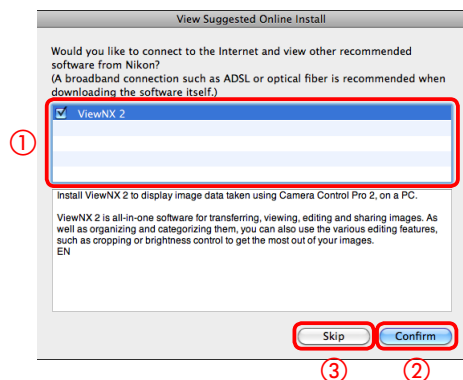 View Suggested Online Install
Would you like to connect to the Internet and view other recommended
software from Nikon?
(A broadband connection such as ADSL or optical fiber is recommended when
downloading the software itself.)
ViewNX 2
①
Install ViewNX 2 to display image data taken using Camera Control Pro 2, on a PC.
ViewNX 2 is all-in-one software for transferring, viewing, editing and sharing images. As
well as organizing and categorizing them, you can also use the various editing features,
such as cropping or brightness control to get the most out of your images.
EN
Skip Confirm
③ ②